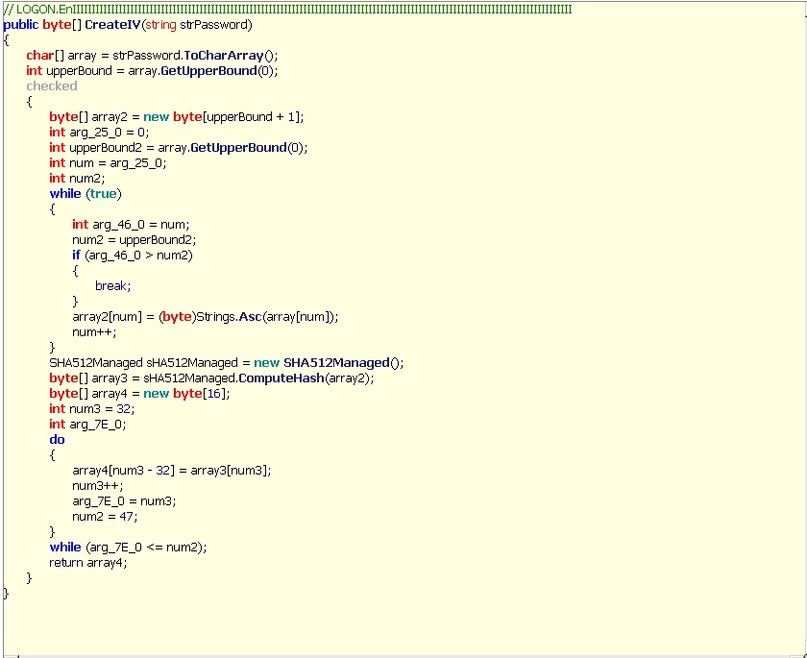 public byte[] CreateIV(string strPassword)
{
char[] array = strPassword.ToCharArray();
int upperBound = array.GetUpperBound(0);
checked
{
byte[] array2 = new byte[upperBound + 1];
int arg_25_0 = 0;
int upperBound2 = array.GetUpperBound(0);
int num = arg_25_0;
int num2;
while (true)
{
int arg_46_0 = num;
num2 = upperBound2;
if (arg_46_0 > num2)
{
break;
}
array2[num] = (byte)Strings.Asc(array[num]);
num++;
}
SHA512Managed sHA512Managed = new SHA512Managed();
byte[] array3 = sHA512Managed.ComputeHash(array2);
byte[] array4 = new byte[16];
int num3 = 32;
int arg_7E_0;
do
{
array4[num3 - 32] = array3[num3];
num3++;
arg_7E_0 = num3;
num2 = 47;
}
while (arg_7E_0 <= num2);
return array4;
}
}